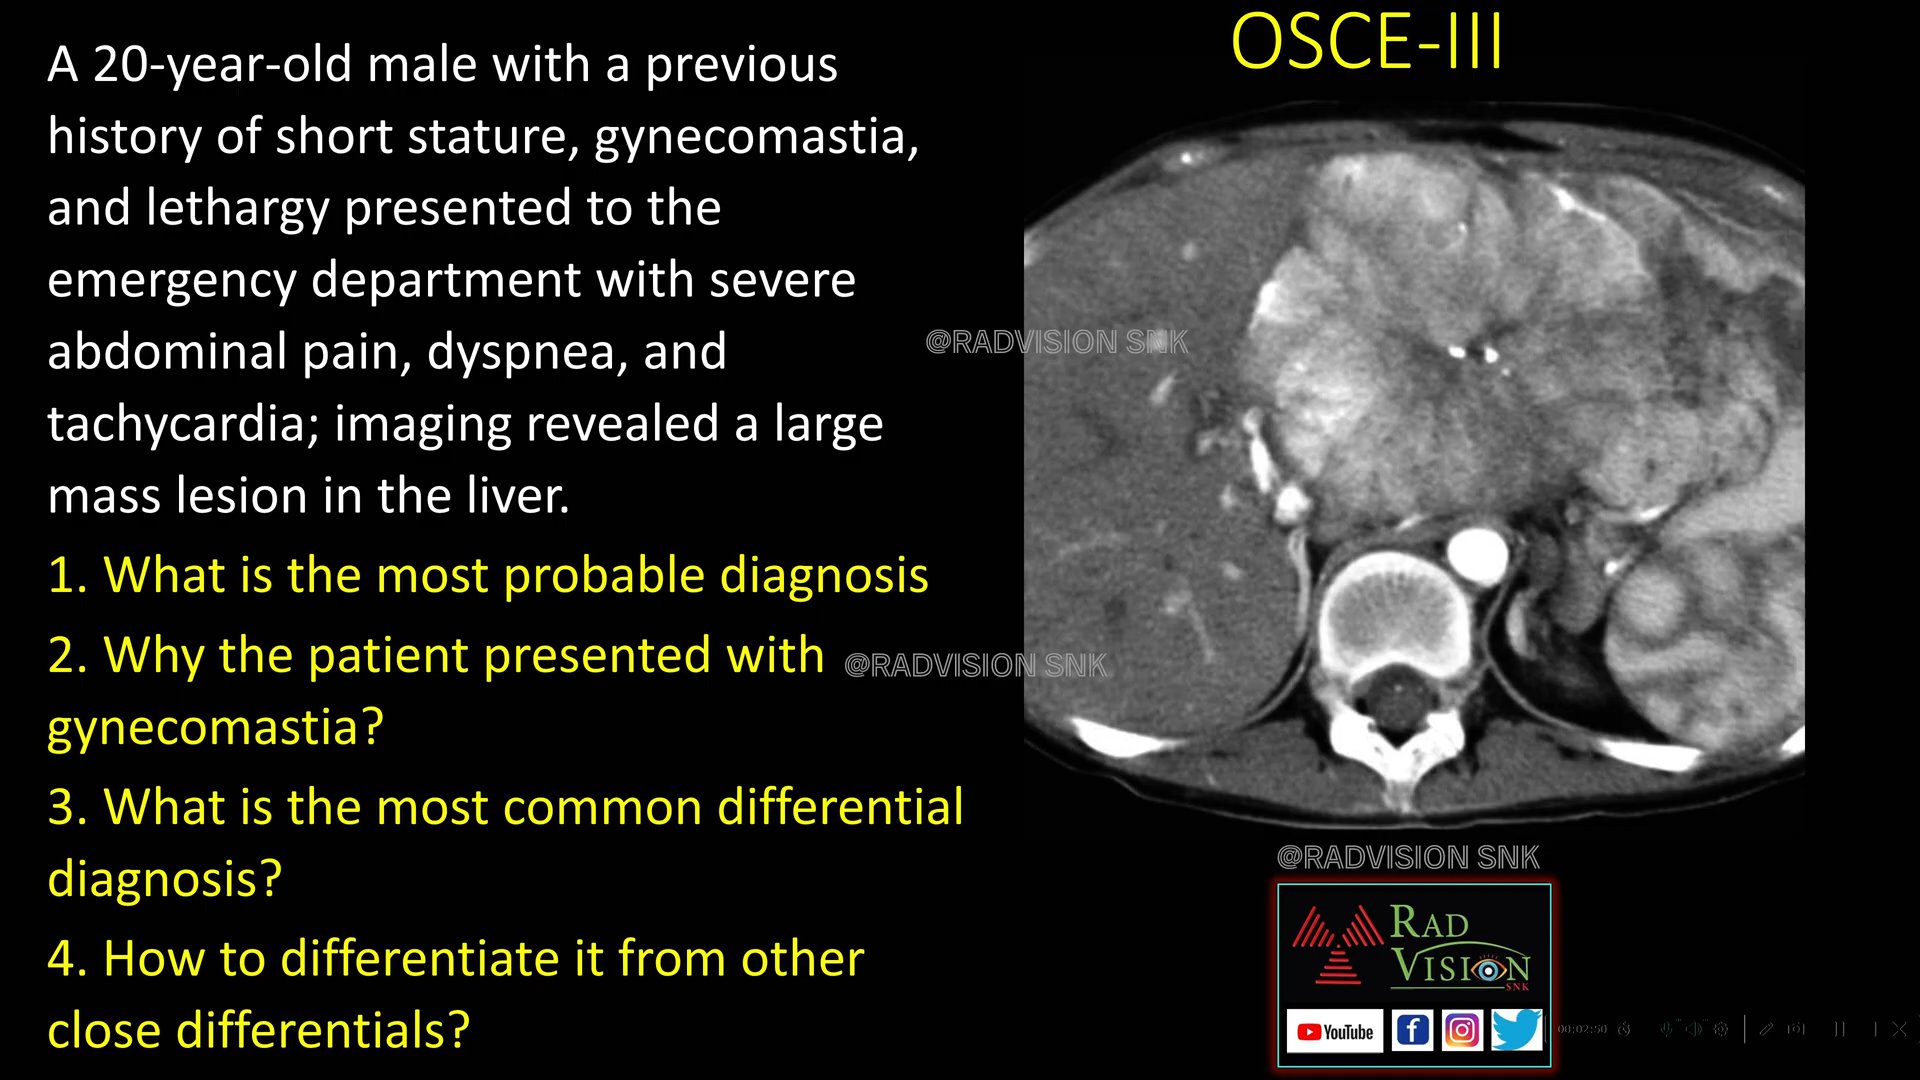 OSCE-III
A 20-year-old male with a previous
history of short stature, gynecomastia,
and lethargy presented to the
emergency department with severe
abdominal pain, dyspnea, and
tachycardia; imaging revealed a large
mass lesion in the liver.
1. What is the most probable diagnosis
2. Why the patient presented with
gynecomastia?
3. What is the most common differential
diagnosis?
4. How to differentiate it from other
close differentials?
@RADVISION SNK
@RADVISION SNK
@RADVISION SNK
RAD
VISION
SNK
YouTube
00:02:50